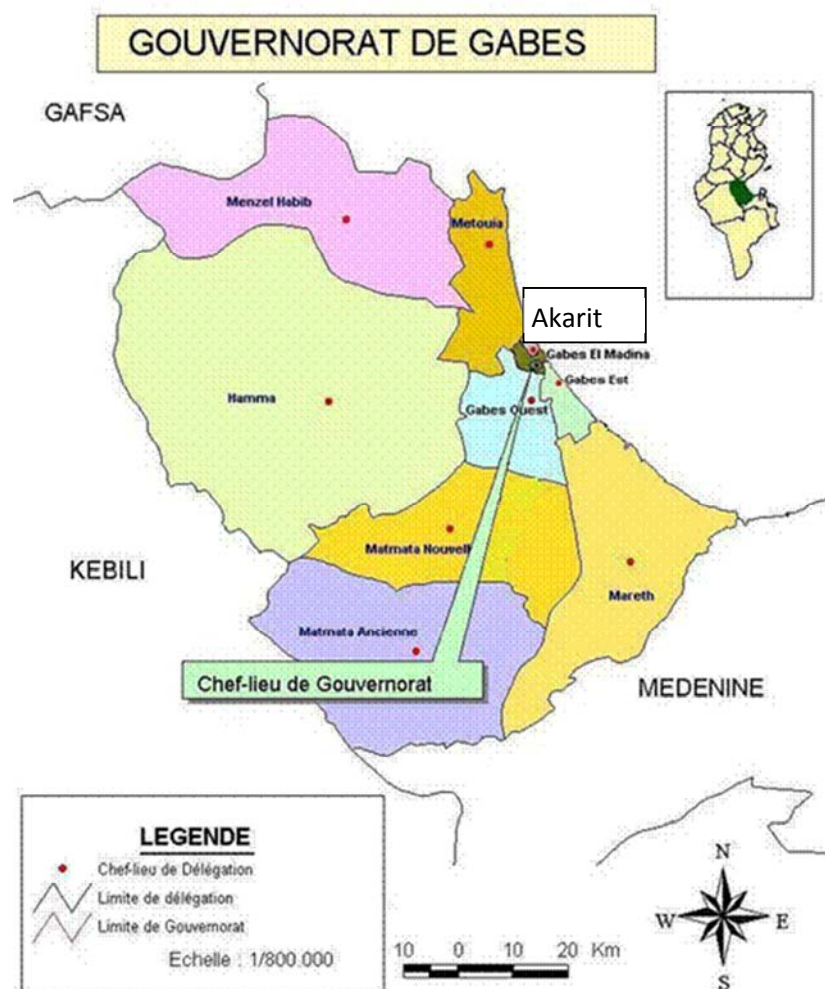 GOUVERNORAT DE GABES
GAFSA
Menzel Habib
Metouia
Akarit
Gabes El Madina
Gabes Est
Hamma
Gabes Ouest
Matmata Nouvell
KEBILI
Mareth
Matmata Ancienne
Chef-lieu de Gouvernorat
MEDENINE
LEGENDE
Chef-lieu de Délégation
Limite de délégation
Limite de Gouvernorat
Echelle : 1/800.000
10 0 10 20 Km
N
W E
S